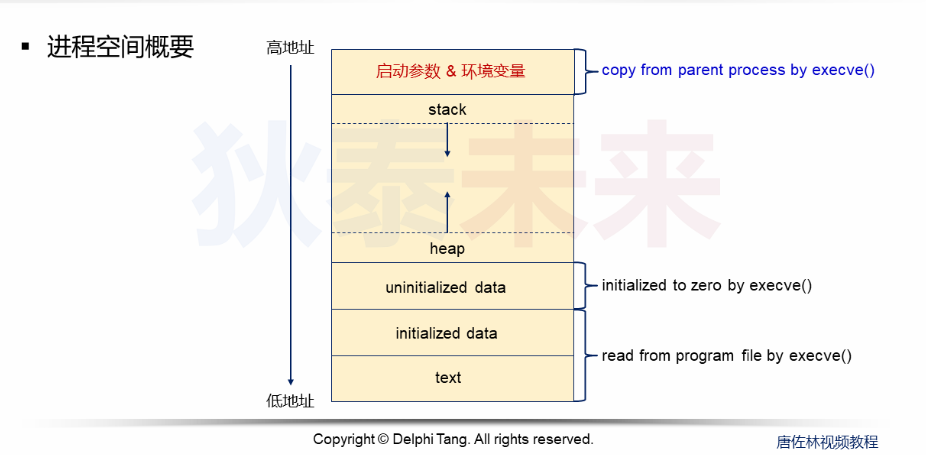 ▪ 进程空间概要
高地址
启动参数 & 环境变量
copy from parent process by execve()
stack
狄泰未来
heap
uninitialized data
initialized to zero by execve()
initialized data
read from program file by execve()
text
低地址
Copyright © Delphi Tang. All rights reserved.
唐佐林视频教程